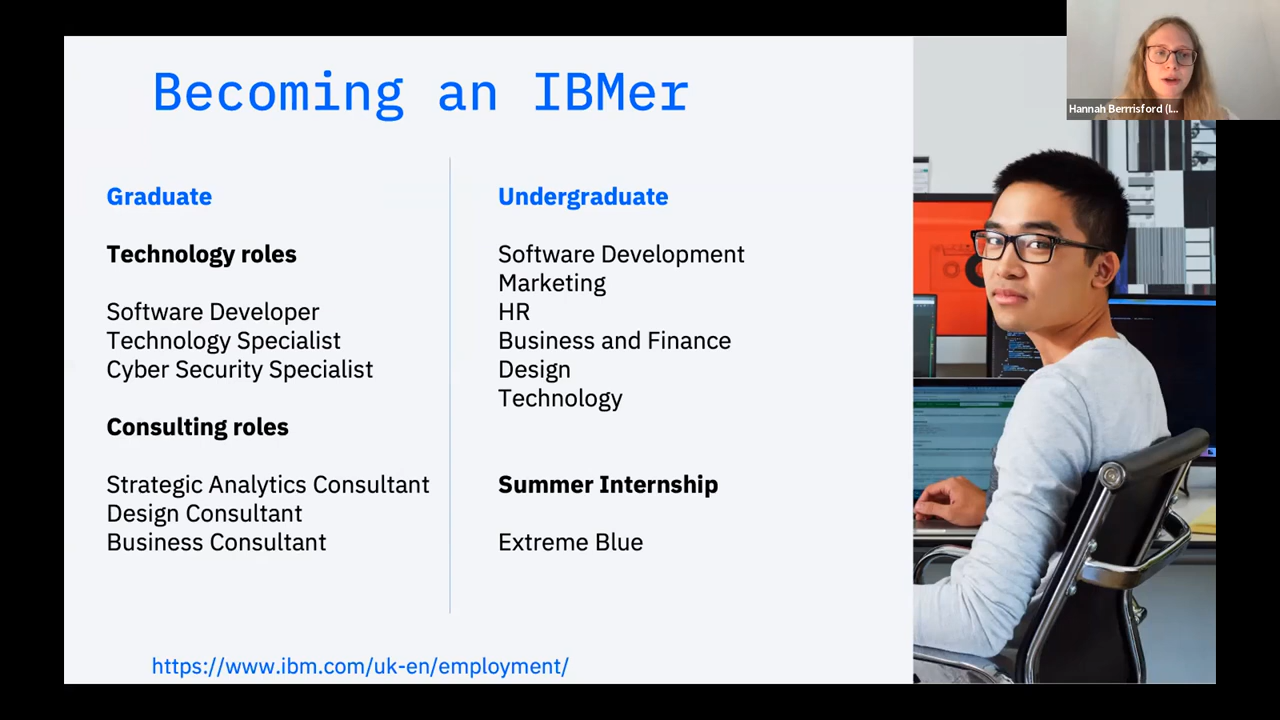 Becoming an IBMer
Graduate
Technology roles
Software Developer
Technology Specialist
Cyber Security Specialist
Consulting roles
Strategic Analytics Consultant
Design Consultant
Business Consultant
Undergraduate
Software Development
Marketing
HR
Business and Finance
Design
Technology
Summer Internship
Extreme Blue
https://www.ibm.com/uk-en/employment/
Hannah Berrrisford (I...